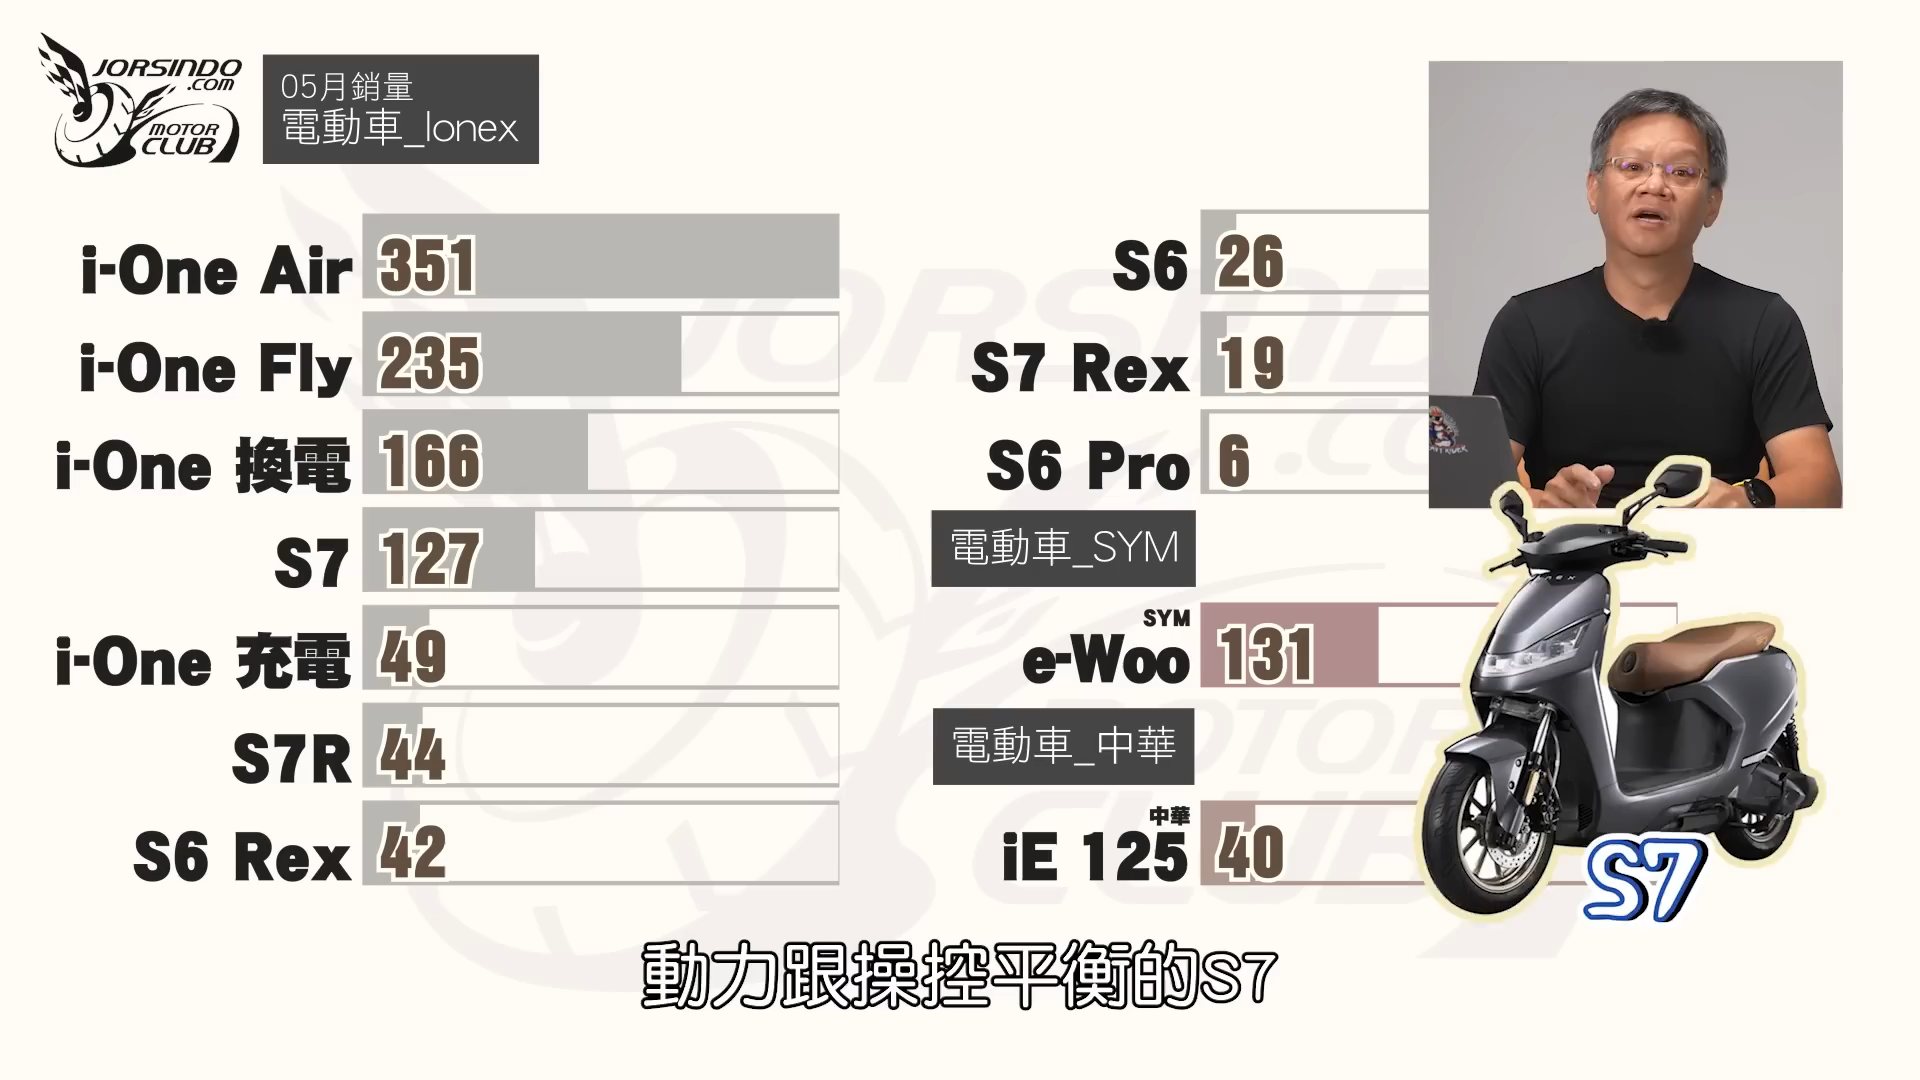 JORSINDO
.COM
MOTOR
CLUB
05月銷量
電動車_Ionex
i-One Air 351
i-One Fly 235
i-One 換電 166
S7 127
i-One 充電 49
S7R 44
S6 Rex 42
S6 26
S7 Rex 19
S6 Pro 6
電動車_SYM
SYM
e-Woo 131
電動車_中華
中華
iE 125 40
S7
動力跟操控平衡的S7